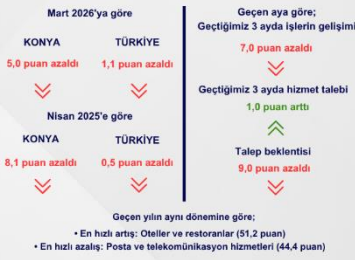 Mart 2026'ya göre
KONYA TÜRKİYE
5,0 puan azaldı 1,1 puan azaldı
Nisan 2025'e göre
KONYA TÜRKİYE
8,1 puan azaldı 0,5 puan azaldı
Geçen aya göre;
Geçtiğimiz 3 ayda işlerin gelişimi
7,0 puan azaldı
Geçtiğimiz 3 ayda hizmet talebi
1,0 puan arttı
Talep beklentisi
9,0 puan azaldı
Geçen yılın aynı dönemine göre;
• En hızlı artış: Oteller ve restoranlar (51,2 puan)
• En hızlı azalış: Posta ve telekomünikasyon hizmetleri (44,4 puan)